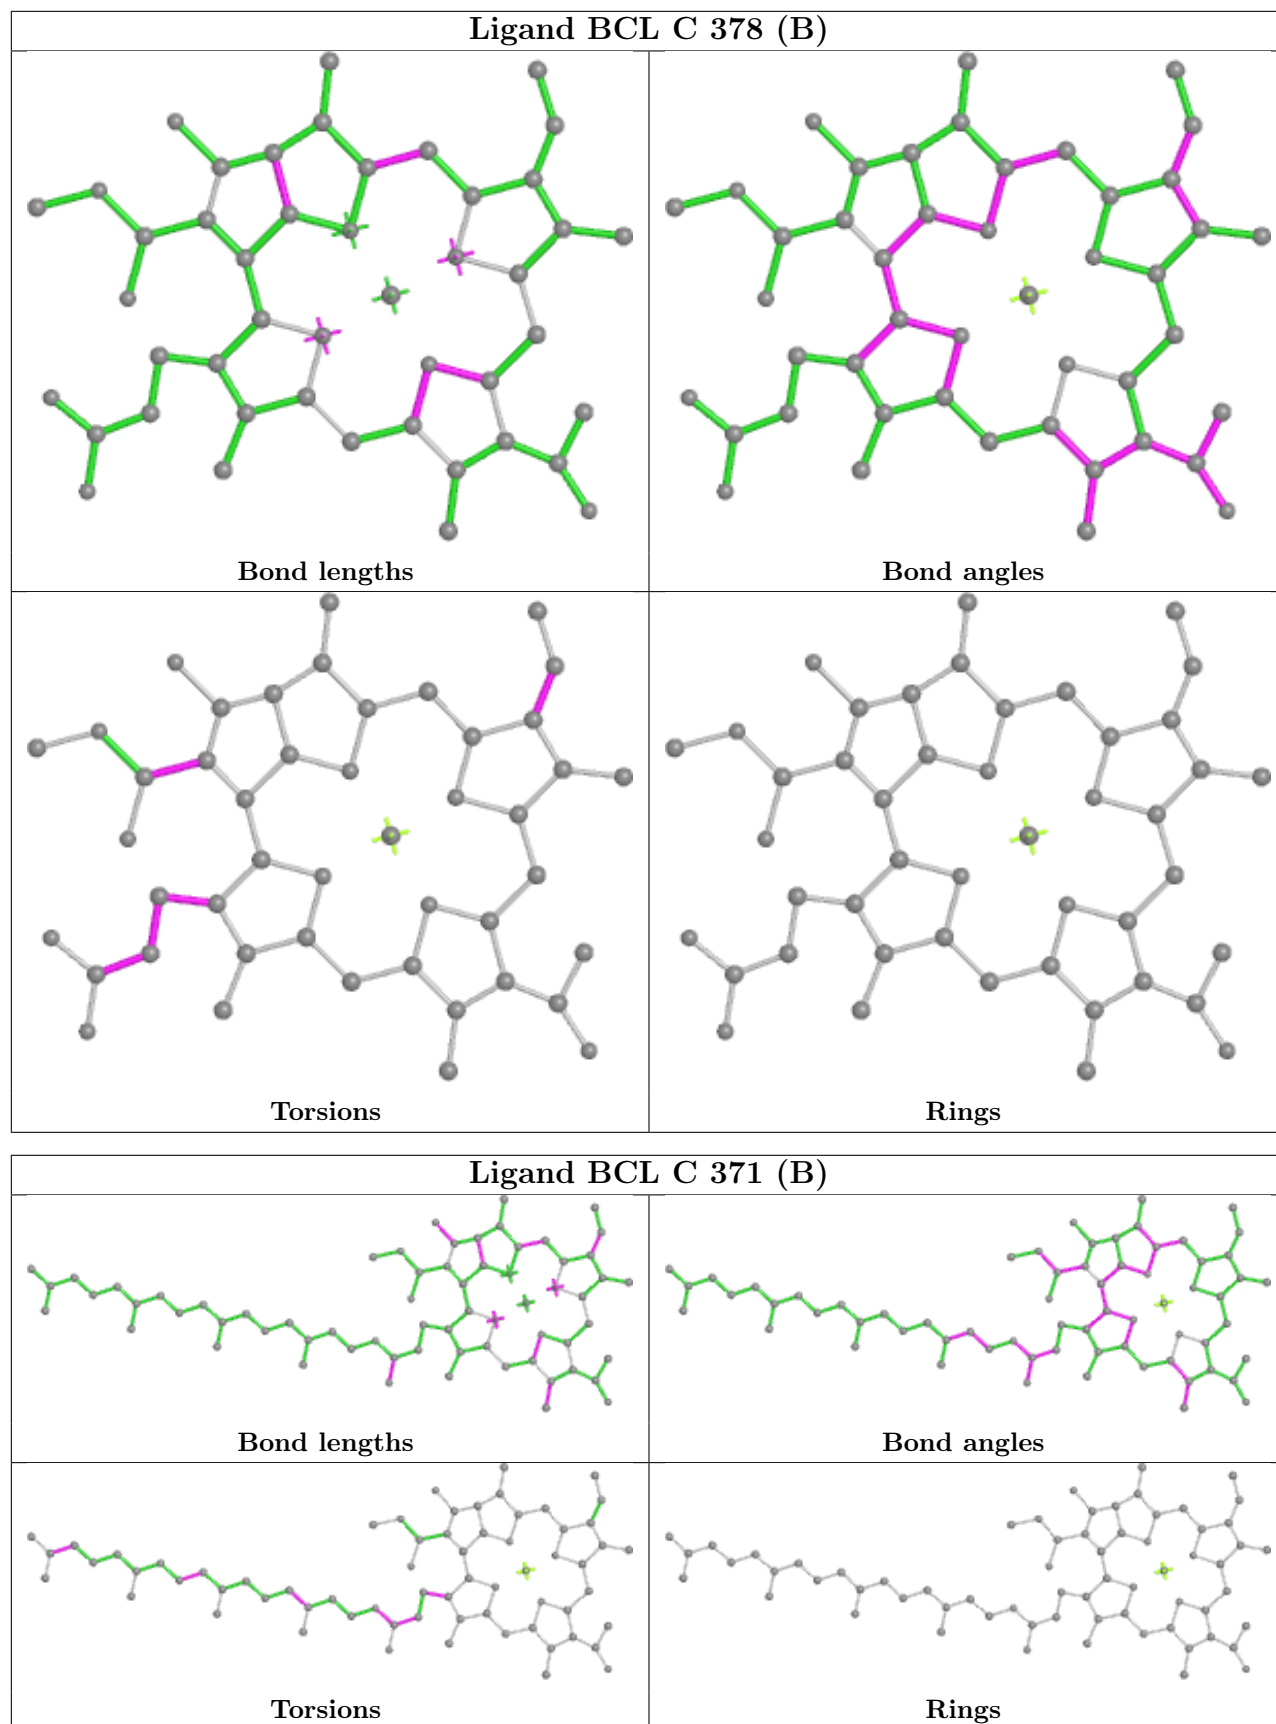 Ligand BCL C 378 (B)
Bond lengths
Bond angles
Torsions
Rings
Ligand BCL C 371 (B)
Bond lengths
Bond angles
Torsions
Rings